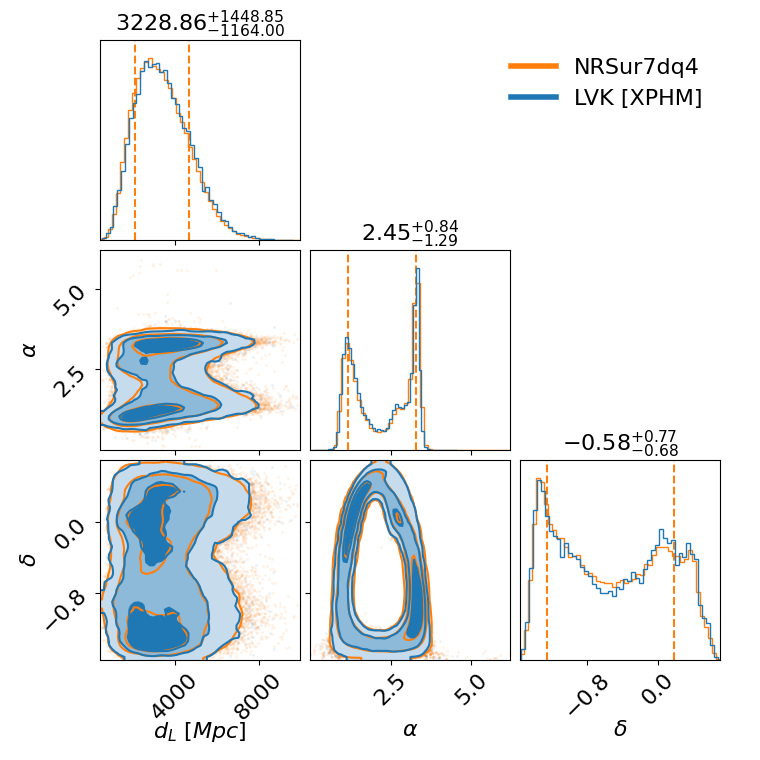 3228.86+1448.85−1164.00
NRSur7dq4
LVK [XPHM]
2.45+0.84−1.29
5.0
2.5
α
−0.58+0.77−0.68
0.0
−0.8
δ
4000
8000
2.5
5.0
−0.8
0.0
d_L [Mpc]
α
δ